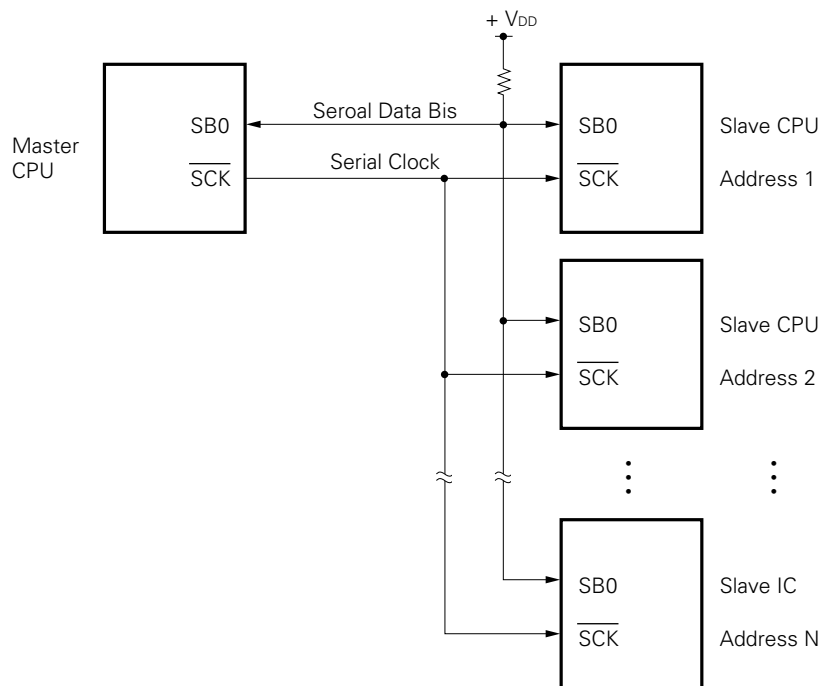 + VDD
SB0
Seroal Data Bis
SB0
Slave CPU
Master
CPU
SCK
Serial Clock
SCK
Address 1
SB0
Slave CPU
SCK
Address 2
SB0
Slave IC
SCK
Address N